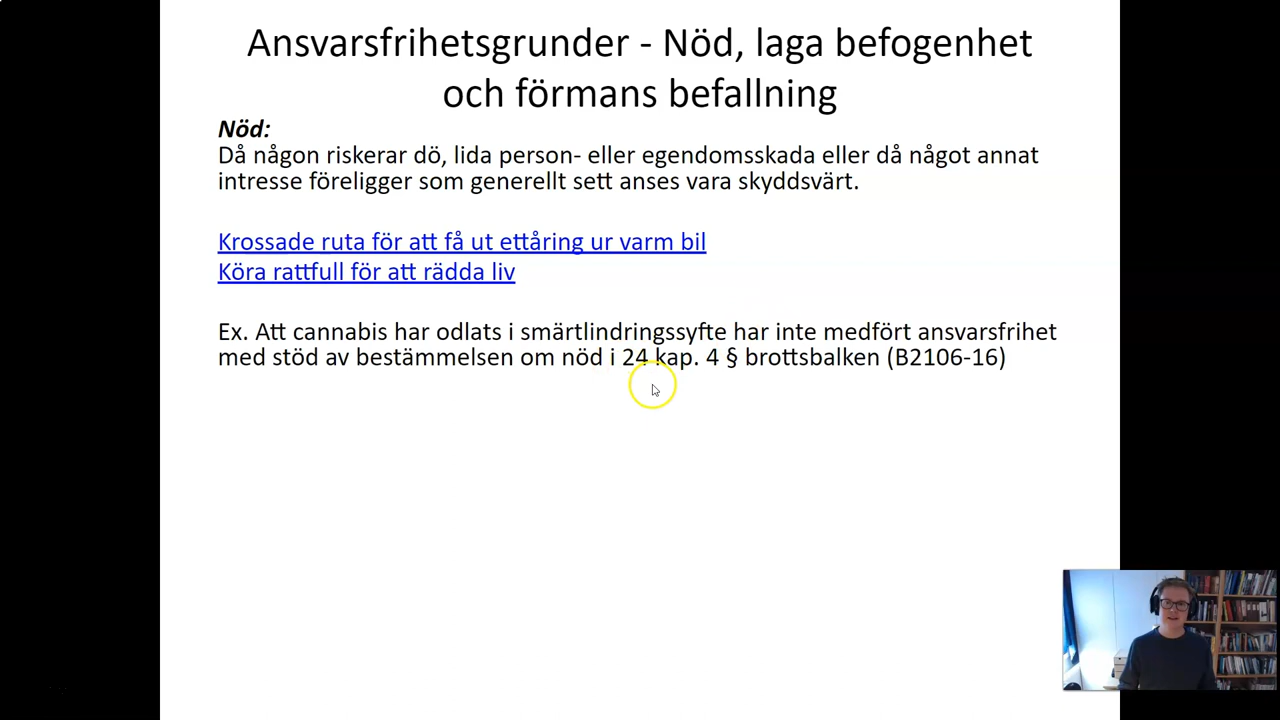 Ansvarsfrihetsgrunder - Nöd, laga befogenhet
och förmans befallning
Nöd:
Då någon riskerar dö, lida person- eller egendomsskada eller då något annat
intresse föreligger som generellt sett anses vara skyddsvärt.
Krossade ruta för att få ut ettåring ur varm bil
Köra rattfull för att rädda liv
Ex. Att cannabis har odlats i smärtlindringssyfte har inte medfört ansvarsfrihet
med stöd av bestämmelsen om nöd i 24 kap. 4 § brottsbalken (B2106-16)